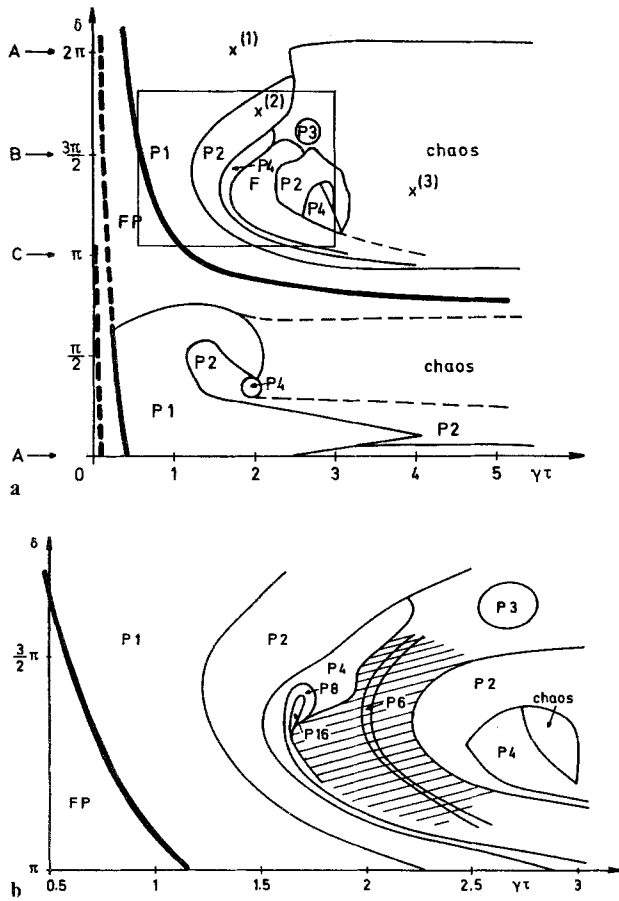 δ
A → 2π
x(1)
x(2)
P3
B → 3π/2
P1 P2 P4 chaos
F P2 x(3)
FP P4
C → π
π/2
P2 chaos
P4
P1
P2
A →
0 1 2 3 4 5 γτ
a
δ
P3
3/2 π
P1 P2
P4
P8 P2
P6 chaos
P16
P4
FP
π
b 0.5 1 1.5 2 2.5 3 γτ